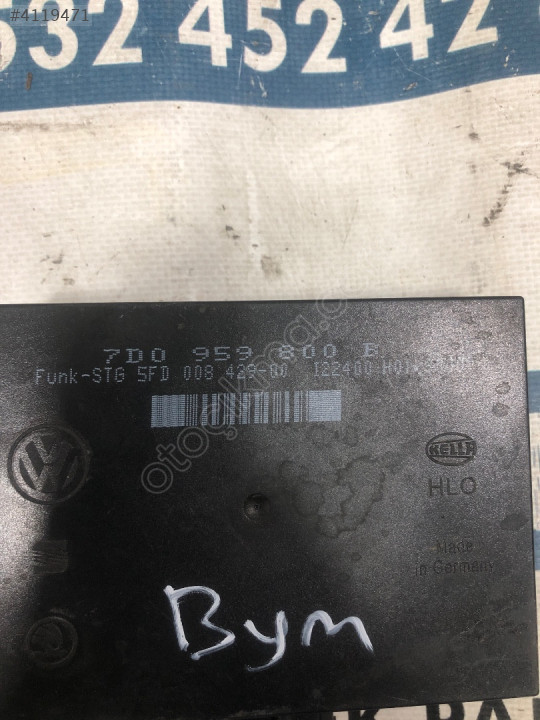 #4119471
532 452 42
7D0 959 800 B
Funk-STG 5FD 008 429-00 I22400
HELLA
HLO
Made
in Germany
Bym